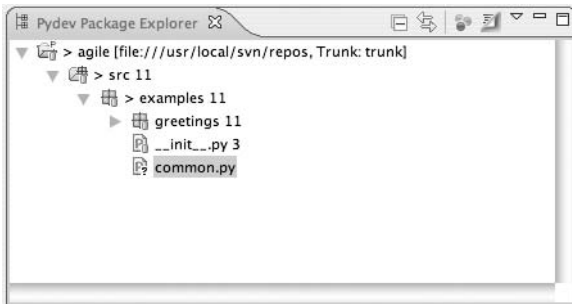 Pydev Package Explorer
> agile [file:///usr/local/svn/repos, Trunk: trunk]
> src 11
> examples 11
greetings 11
__init__.py 3
common.py